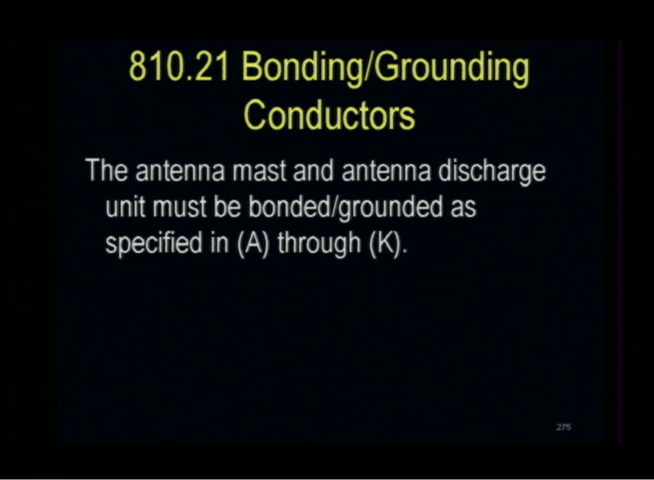 810.21 Bonding/Grounding
Conductors
The antenna mast and antenna discharge
unit must be bonded/grounded as
specified in (A) through (K).
275